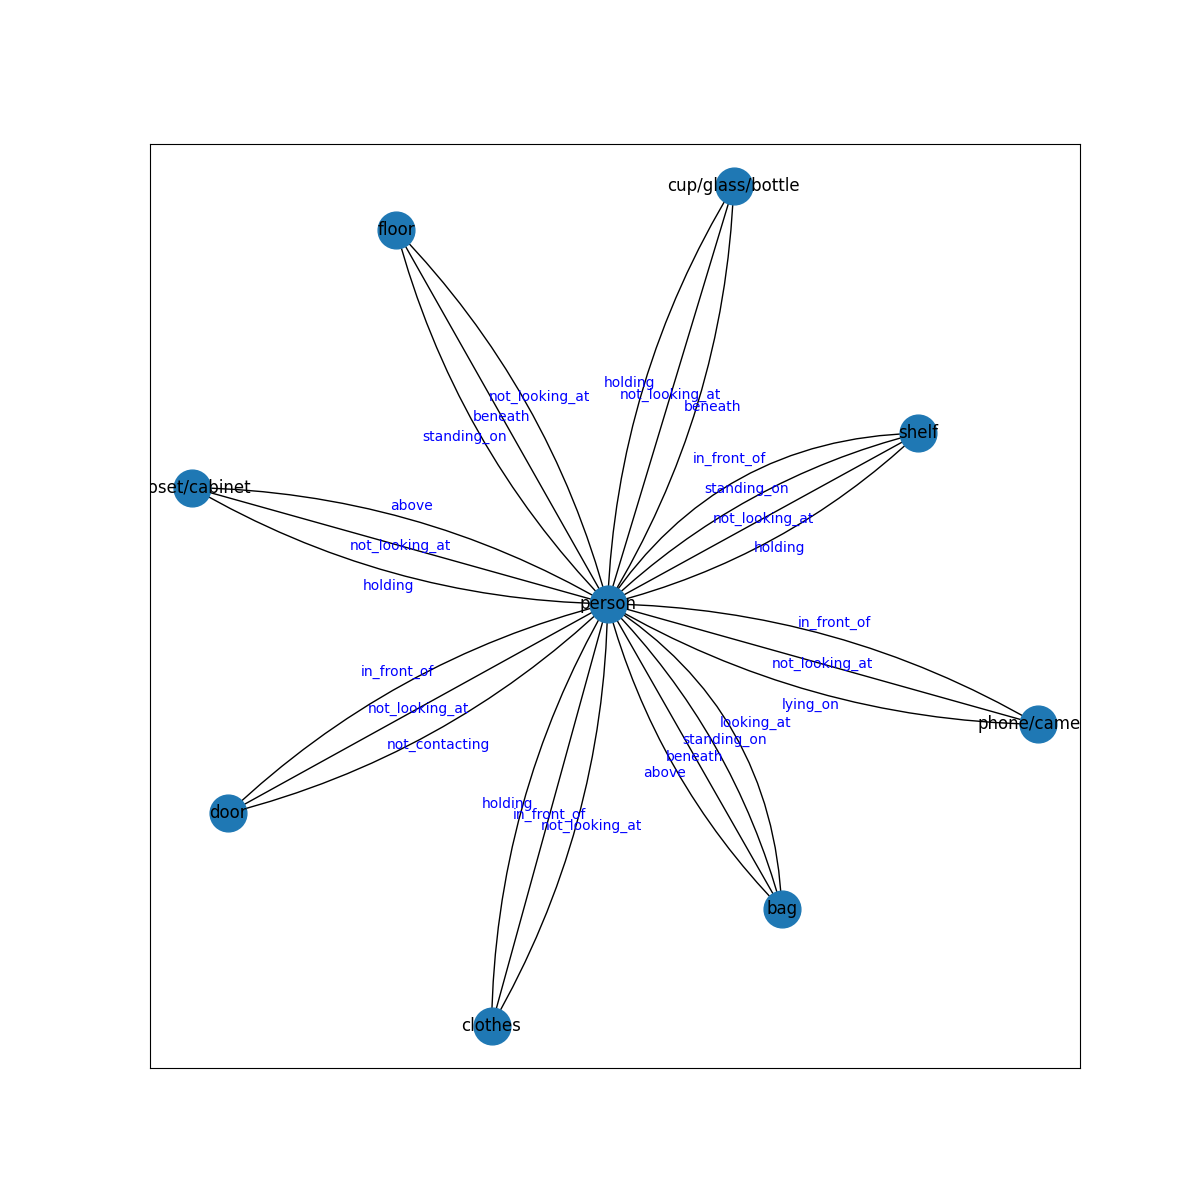 cup/glass/bottle
floor
holding
not_looking_at
not_looking_at
beneath
beneath
shelf
standing_on
in_front_of
oset/cabinet
standing_on
above
not_looking_at
not_looking_at
holding
holding
person
in_front_of
not_looking_at
in_front_of
lying_on
not_looking_at
looking_at
phone/came
standing_on
not_contacting
beneath
above
holding
door
in_front_of
not_looking_at
bag
clothes